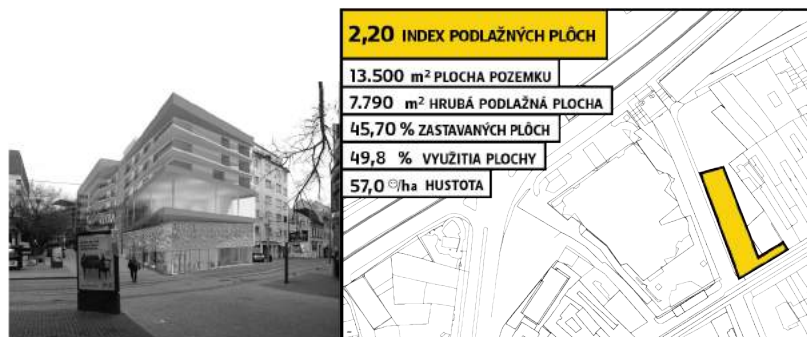 2,20 INDEX PODLAŽNÝCH PLÔCH
13.500 m² PLOCHA POZEMKU
7.790 m² HRUBÁ PODLAŽNÁ PLOCHA
45,70 % ZASTAVANÝCH PLÔCH
49,8 % VYUŽITIA PLOCHY
57,0 ☺/ha HUSTOTA